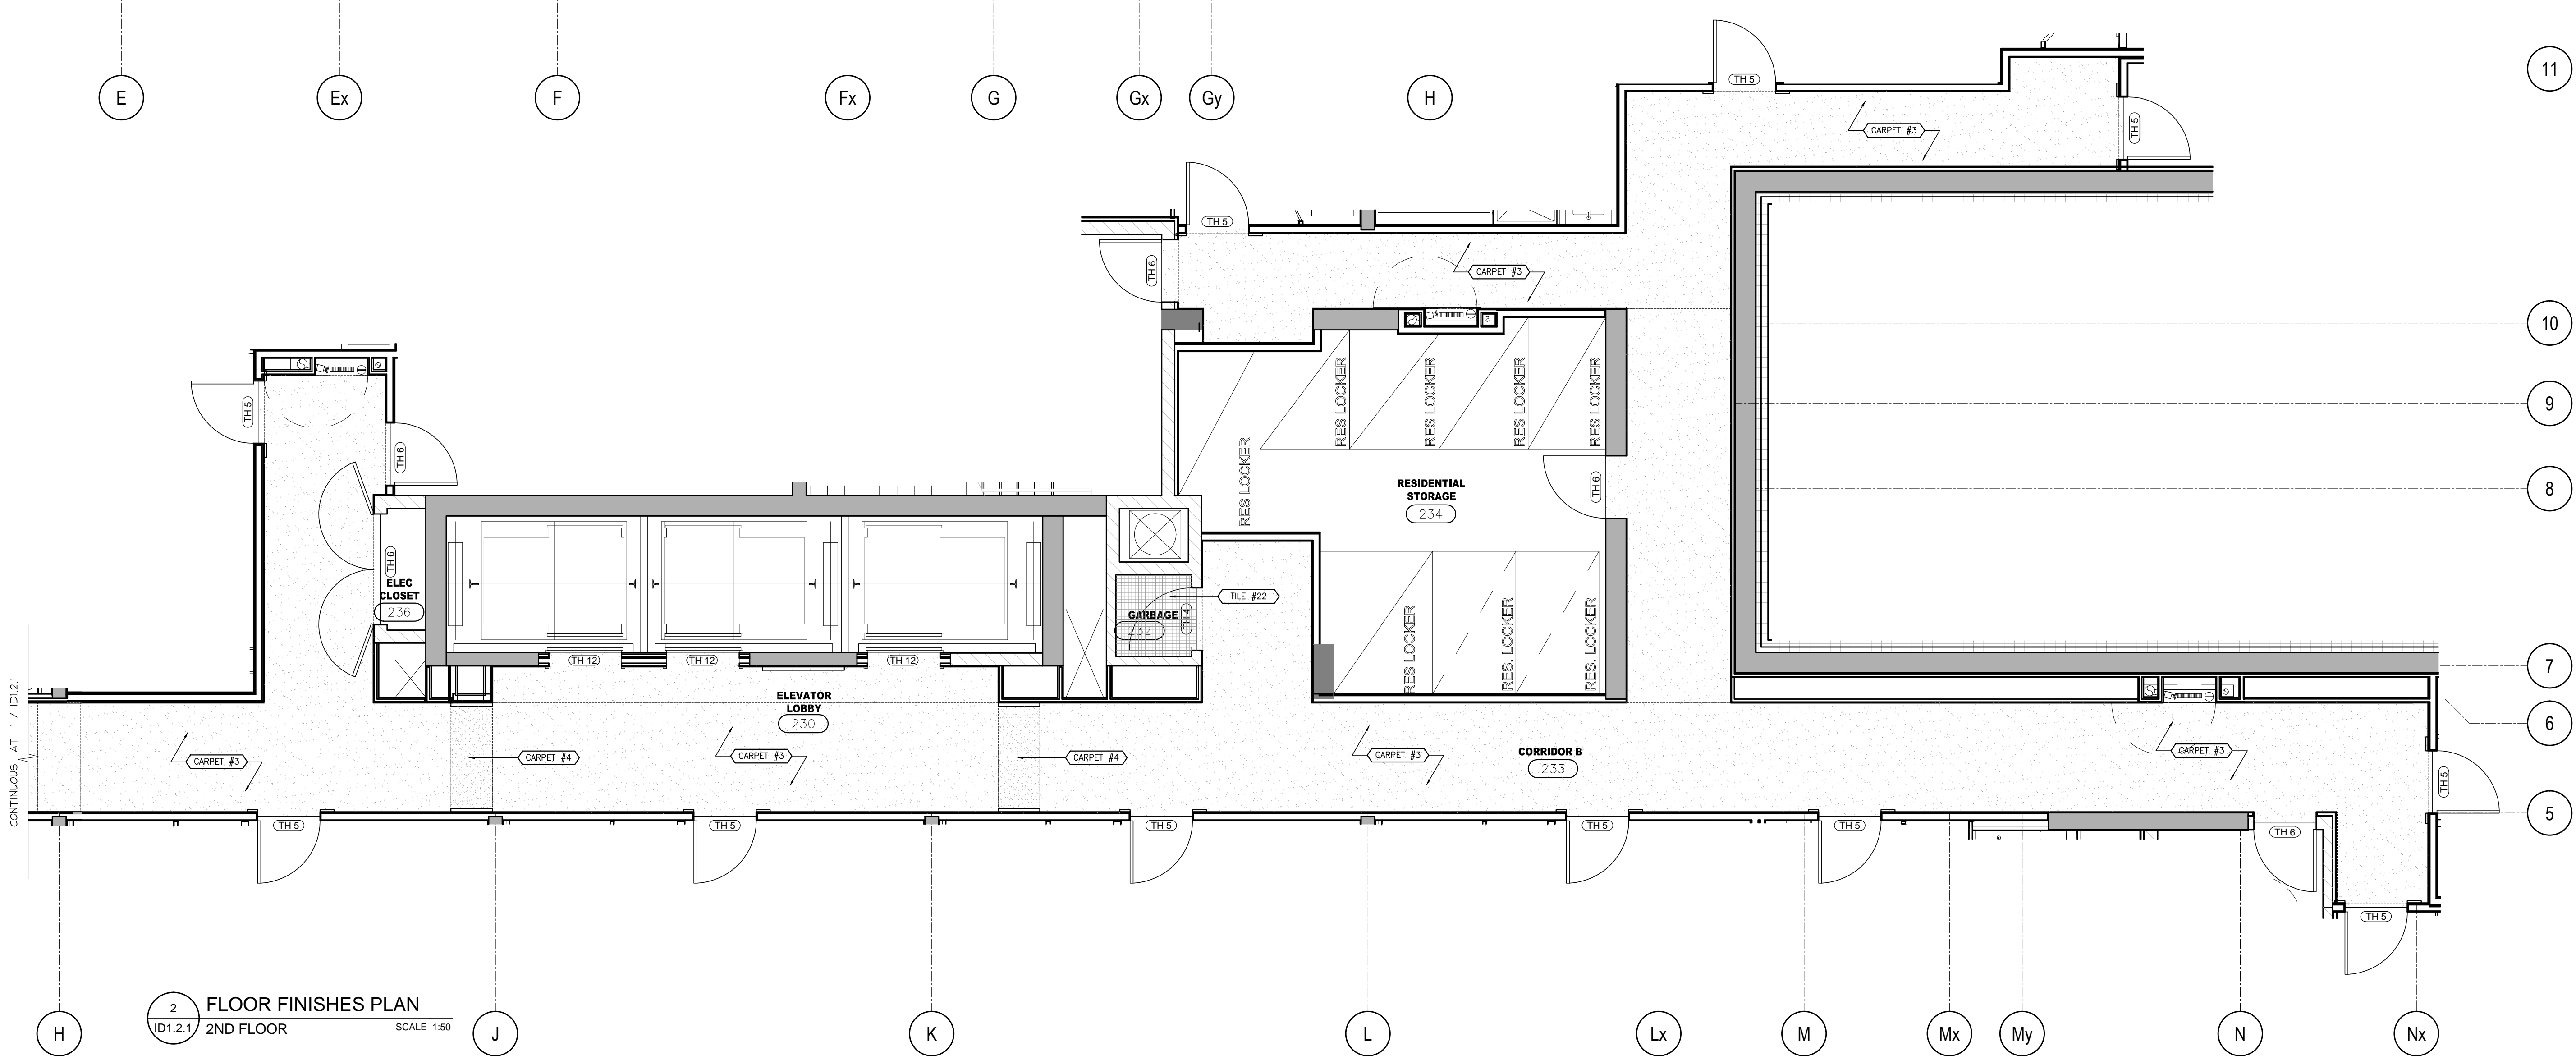 E
Ex
F
Fx
G
Gx
Gy
H
11
TH 5
CARPET #3
TH 5
TH 5
TH 6
CARPET #3
10
9
8
7
6
5
TH 5
TH 6
TH 6
ELEC
CLOSET
236
RES LOCKER
RES LOCKER
RES LOCKER
RES LOCKER
RES LOCKER
RESIDENTIAL
STORAGE
234
TH 6
RES LOCKER
RES LOCKER
RES. LOCKER
RES. LOCKER
TILE #22
GARBAGE
232
TH 4
TH 12
TH 12
TH 12
ELEVATOR
LOBBY
230
CONTINUOUS AT 1 / ID1.2.1
CARPET #3
CARPET #4
CARPET #3
CARPET #4
CARPET #3
CORRIDOR B
233
CARPET #3
TH 5
TH 5
TH 5
TH 5
TH 5
TH 5
TH 6
TH 5
2
ID1.2.1
FLOOR FINISHES PLAN
2ND FLOOR
SCALE 1:50
H
J
K
L
Lx
M
Mx
My
N
Nx